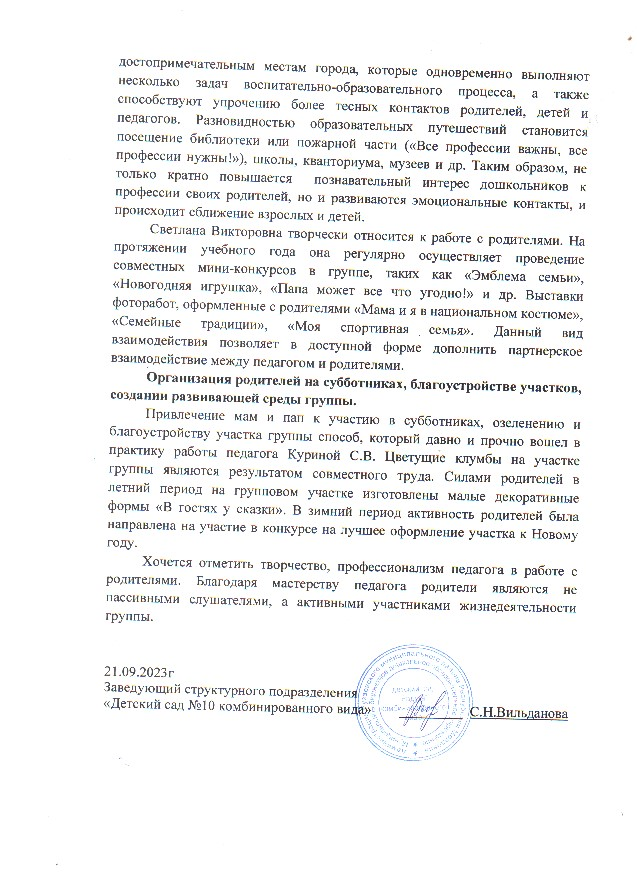 достопримечательным местам города, которые одновременно выполняют
несколько задач воспитательно-образовательного процесса, а также
способствуют упрочению более тесных контактов родителей, детей и
педагогов. Разновидностью образовательных путешествий становится
посещение библиотеки или пожарной части («Все профессии важны, все
профессии нужны!»), школы, кванториума, музеев и др. Таким образом, не
только кратно повышается познавательный интерес дошкольников к
профессии своих родителей, но и развиваются эмоциональные контакты, и
происходит сближение взрослых и детей.
Светлана Викторовна творчески относится к работе с родителями. На
протяжении учебного года она регулярно осуществляет проведение
совместных мини-конкурсов в группе, таких как «Эмблема семьи»,
«Новогодняя игрушка», «Папа может все что угодно!» и др. Выставки
фоторабот, оформленные с родителями «Мама и я в национальном костюме»,
«Семейные традиции», «Моя спортивная семья». Данный вид
взаимодействия позволяет в доступной форме дополнить партнерское
взаимодействие между педагогом и родителями.
Организация родителей на субботниках, благоустройстве участков,
создании развивающей среды группы.
Привлечение мам и пап к участию в субботниках, озеленению и
благоустройству участка группы способ, который давно и прочно вошел в
практику работы педагога Куриной С.В. Цветущие клумбы на участке
группы являются результатом совместного труда. Силами родителей в
летний период на групповом участке изготовлены малые декоративные
формы «В гостях у сказки». В зимний период активность родителей была
направлена на участие в конкурсе на лучшее оформление участка к Новому
году.
Хочется отметить творчество, профессионализм педагога в работе с
родителями. Благодаря мастерству педагога родители являются не
пассивными слушателями, а активными участниками жизнедеятельности
группы.
21.09.2023г
Заведующий структурного подразделения
«Детский сад №10 комбинированного вида» С.Н.Вильданова